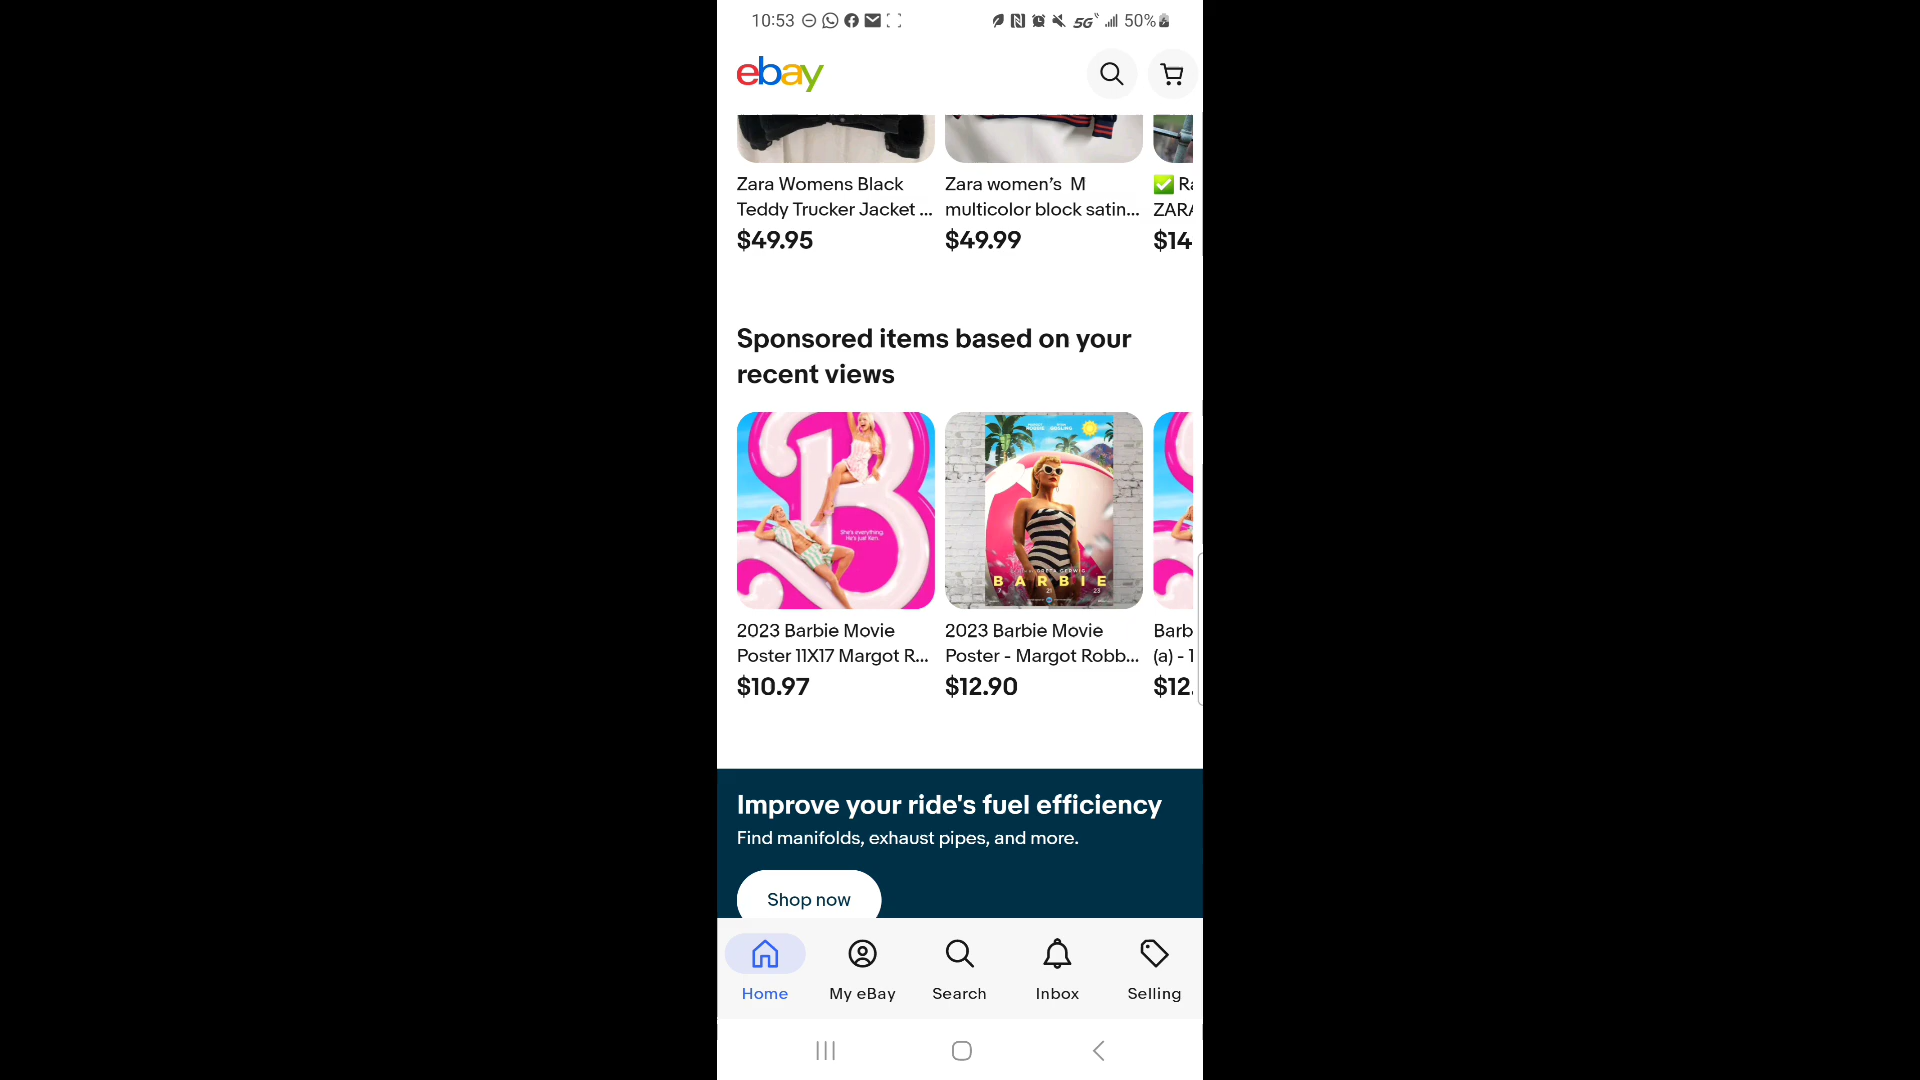 10:53 5G 50%
ebay
Zara Womens Black
Teddy Trucker Jacket ...
$49.95
Zara women’s M
multicolor block satin...
$49.99
✅ Ra
ZARA
$14
Sponsored items based on your
recent views
She's everything.
He's just Ken.
BARBIE
7 21 23
2023 Barbie Movie
Poster 11X17 Margot R...
$10.97
2023 Barbie Movie
Poster - Margot Robb...
$12.90
Barb
(a) - 1
$12.
Improve your ride's fuel efficiency
Find manifolds, exhaust pipes, and more.
Shop now
Home
My eBay
Search
Inbox
Selling